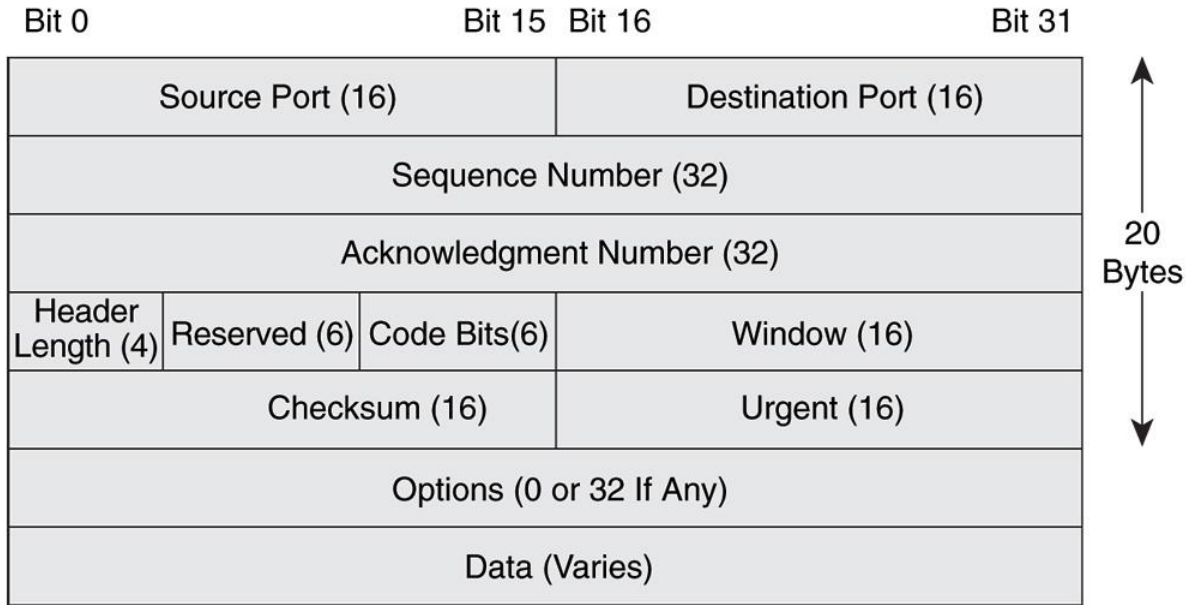 Bit 0 Bit 15 Bit 16 Bit 31
Source Port (16) Destination Port (16)
Sequence Number (32)
Acknowledgment Number (32)
20
Bytes
Header
Length (4) Reserved (6) Code Bits(6) Window (16)
Checksum (16) Urgent (16)
Options (0 or 32 If Any)
Data (Varies)